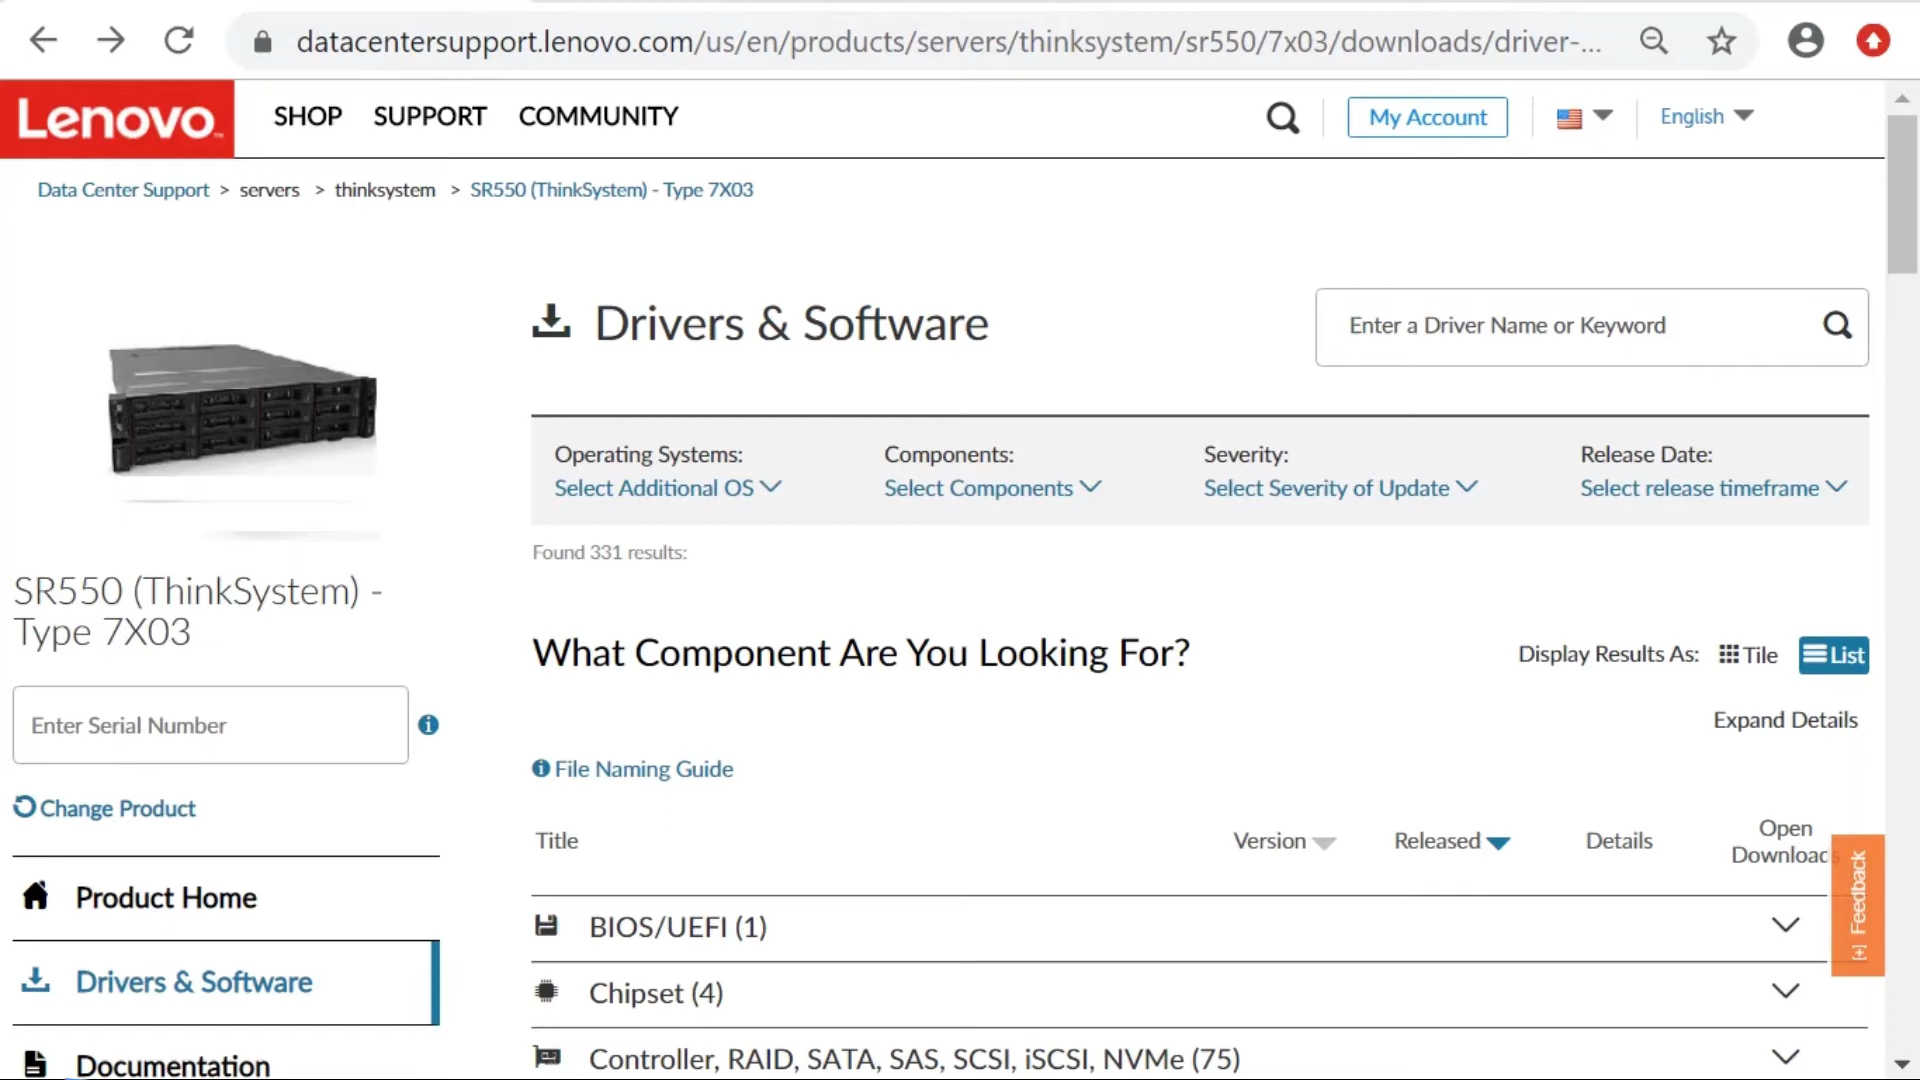 datacentersupport.lenovo.com/us/en/products/servers/thinksystem/sr550/7x03/downloads/driver-...
Lenovo™ SHOP SUPPORT COMMUNITY My Account English
Data Center Support > servers > thinksystem > SR550 (ThinkSystem) - Type 7X03
Drivers & Software
Enter a Driver Name or Keyword
Operating Systems: Components: Severity: Release Date:
Select Additional OS Select Components Select Severity of Update Select release timeframe
Found 331 results:
SR550 (ThinkSystem) -
Type 7X03
Enter Serial Number
Change Product
Product Home
Drivers & Software
Documentation
What Component Are You Looking For?
Display Results As: Tile List
Expand Details
File Naming Guide
Title Version Released Details Open
Download
BIOS/UEFI (1)
Chipset (4)
Controller, RAID, SATA, SAS, SCSI, iSCSI, NVMe (75)
[+] Feedback